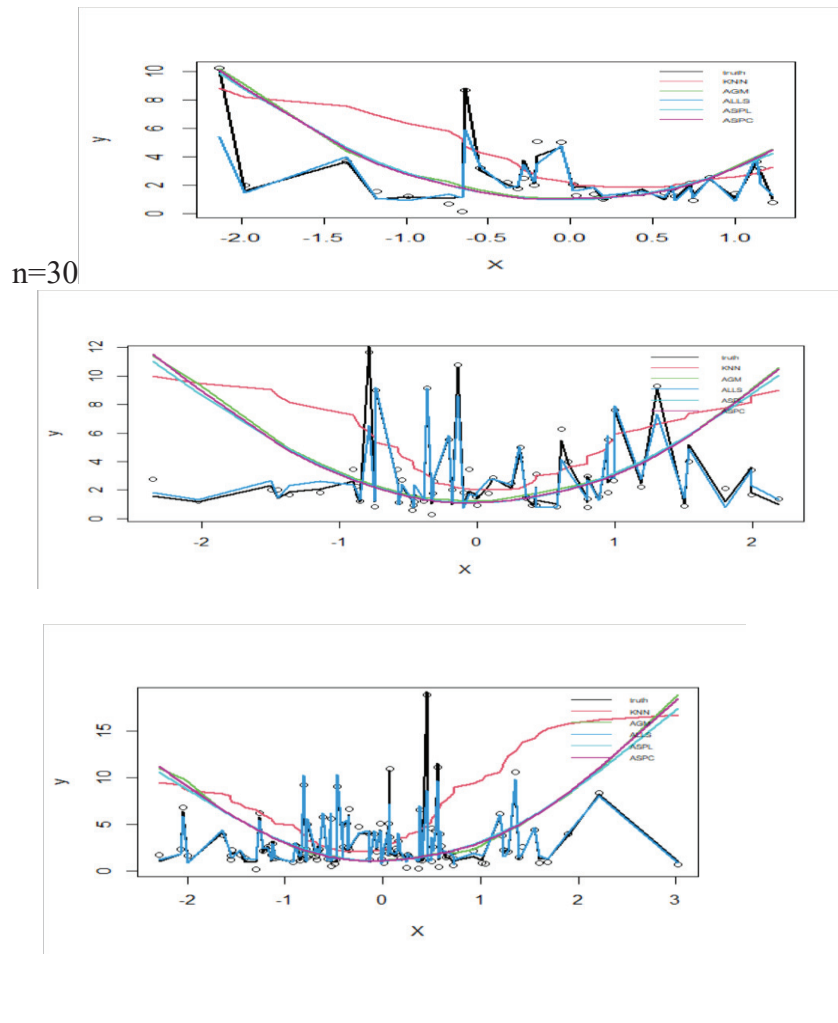 10
8
6
4
2
0
y
truth
KNN
AGM
ALLS
ASPL
ASPC
-2.0 -1.5 -1.0 -0.5 0.0 0.5 1.0
X
n=30
12
10
8
6
4
2
0
y
truth
KNN
AGM
ALLS
ASPL
ASPC
-2 -1 0 1 2
X
15
10
5
0
y
truth
KNN
AGM
ALLS
ASPL
ASPC
-2 -1 0 1 2 3
X